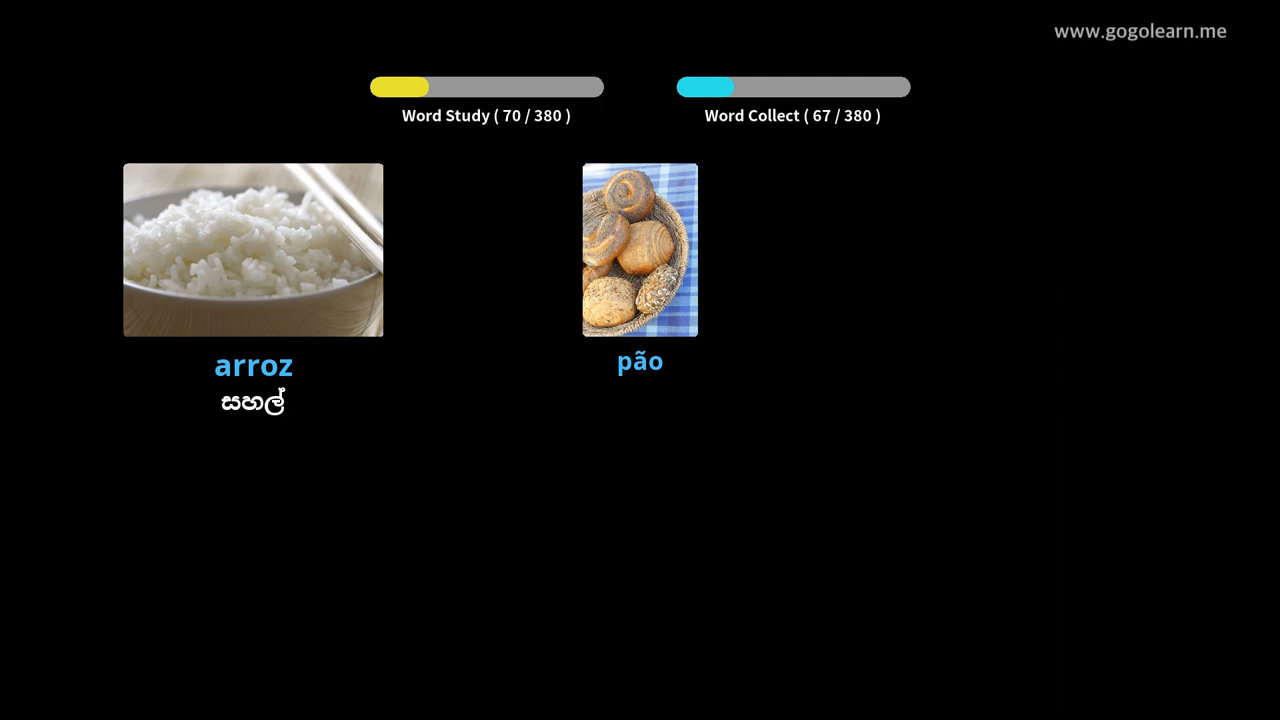 www.gogolearn.me
Word Study ( 70 / 380 )
Word Collect ( 67 / 380 )
arroz
සහල්
pão